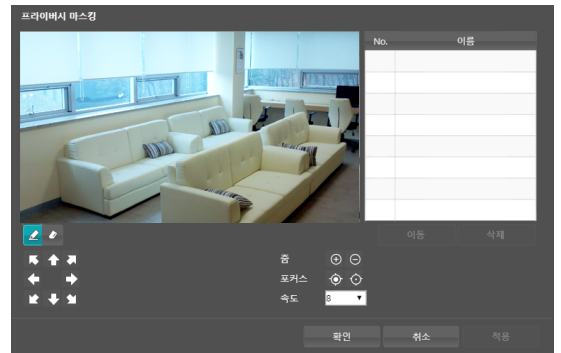 프라이버시 마스킹
No. 이름
이동 삭제
줌
포커스
속도 8
확인 취소 적용